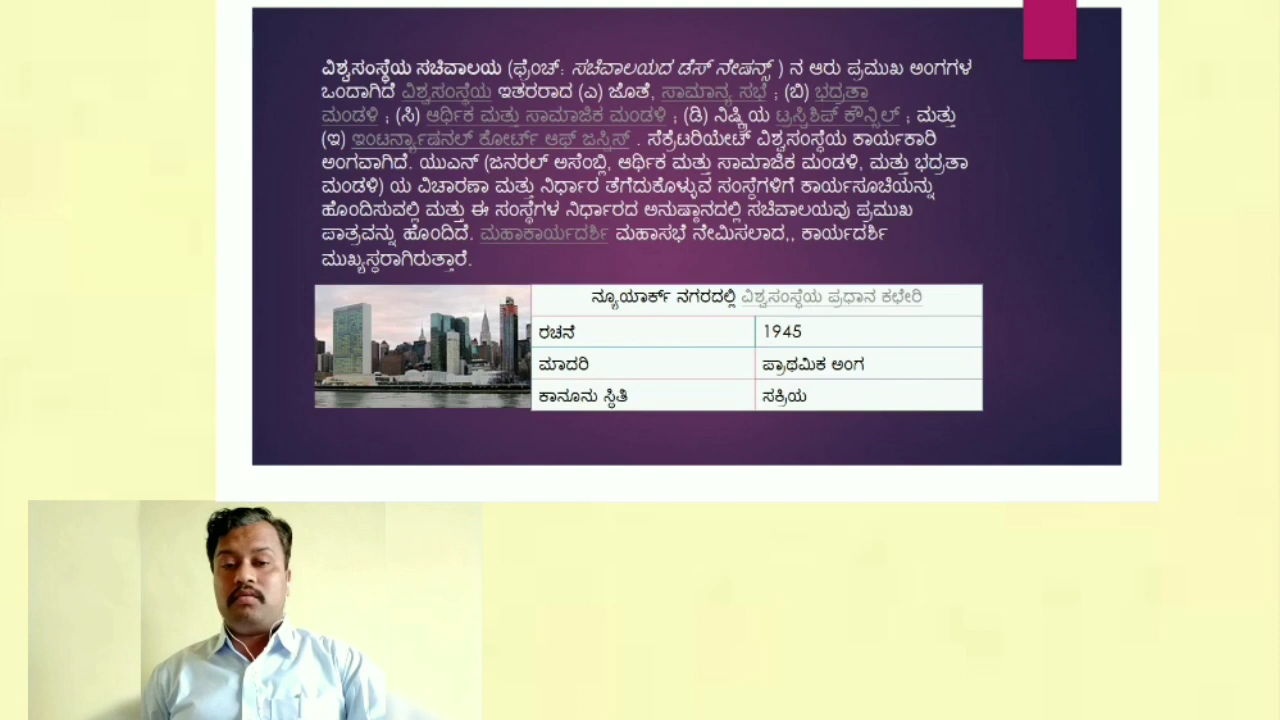 ವಿಶ್ವಸಂಸ್ಥೆಯ ಸಚಿವಾಲಯ (ಫ್ರೆಂಚ್: ಸಚಿವಾಲಯದ ಡೆಸ್ ನೇಷನ್ಸ್ ) ನ ಆರು ಪ್ರಮುಖ ಅಂಗಗಳ
ಒಂದಾಗಿದೆ ವಿಶ್ವಸಂಸ್ಥೆಯ ಇತರರಾದ (ಎ) ಜೊತೆ, ಸಾಮಾನ್ಯ ಸಭೆ ; (ಬಿ) ಭದ್ರತಾ
ಮಂಡಳಿ ; (ಸಿ) ಆರ್ಥಿಕ ಮತ್ತು ಸಾಮಾಜಿಕ ಮಂಡಳಿ ; (ಡಿ) ನಿಷ್ಕ್ರಿಯ ಟ್ರಸ್ಟಿಶಿಪ್ ಕೌನ್ಸಿಲ್ ; ಮತ್ತು
(ಇ) ಇಂಟರ್ನ್ಯಾಷನಲ್ ಕೋರ್ಟ್ ಆಫ್ ಜಸ್ಟಿಸ್ . ಸೆಕ್ರೆಟರಿಯೇಟ್ ವಿಶ್ವಸಂಸ್ಥೆಯ ಕಾರ್ಯಕಾರಿ
ಅಂಗವಾಗಿದೆ. ಯುಎನ್ (ಜನರಲ್ ಅಸೆಂಬ್ಲಿ, ಆರ್ಥಿಕ ಮತ್ತು ಸಾಮಾಜಿಕ ಮಂಡಳಿ, ಮತ್ತು ಭದ್ರತಾ
ಮಂಡಳಿ) ಯ ವಿಚಾರಣಾ ಮತ್ತು ನಿರ್ಧಾರ ತೆಗೆದುಕೊಳ್ಳುವ ಸಂಸ್ಥೆಗಳಿಗೆ ಕಾರ್ಯಸೂಚಿಯನ್ನು
ಹೊಂದಿಸುವಲ್ಲಿ ಮತ್ತು ಈ ಸಂಸ್ಥೆಗಳ ನಿರ್ಧಾರದ ಅನುಷ್ಠಾನದಲ್ಲಿ ಸಚಿವಾಲಯವು ಪ್ರಮುಖ
ಪಾತ್ರವನ್ನು ಹೊಂದಿದೆ. ಮಹಾಕಾರ್ಯದರ್ಶಿ ಮಹಾಸಭೆ ನೇಮಿಸಲಾದ,, ಕಾರ್ಯದರ್ಶಿ
ಮುಖ್ಯಸ್ಥರಾಗಿರುತ್ತಾರೆ.
ನ್ಯೂಯಾರ್ಕ್ ನಗರದಲ್ಲಿ ವಿಶ್ವಸಂಸ್ಥೆಯ ಪ್ರಧಾನ ಕಛೇರಿ
ರಚನೆ 1945
ಮಾದರಿ ಪ್ರಾಥಮಿಕ ಅಂಗ
ಕಾನೂನು ಸ್ಥಿತಿ ಸಕ್ರಿಯ